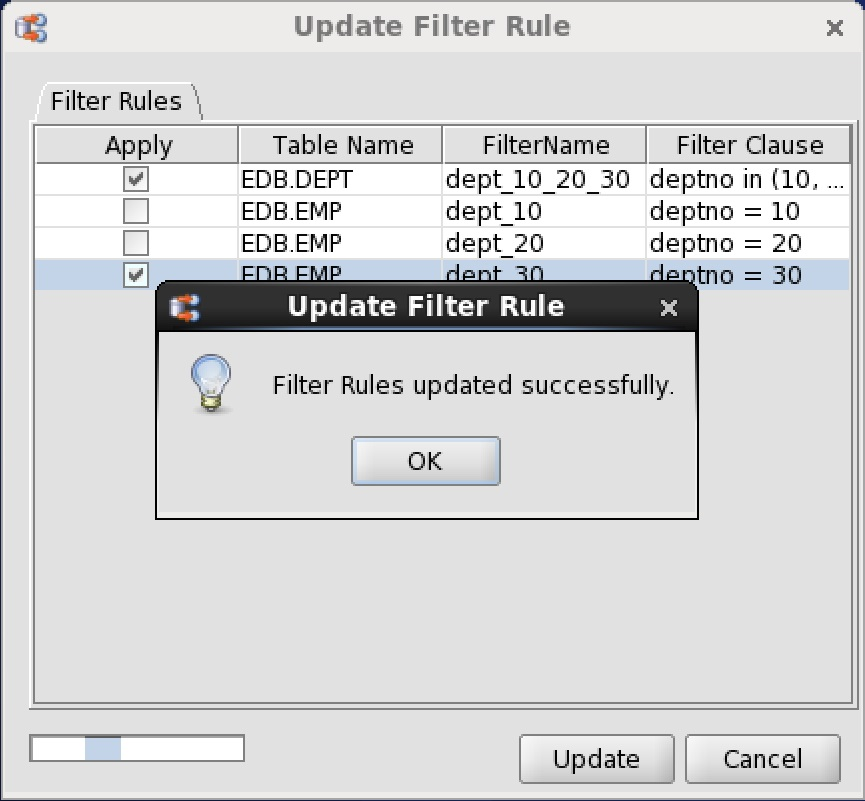 Update Filter Rule
Filter Rules
Apply Table Name FilterName Filter Clause
EDB.DEPT dept_10_20_30 deptno in (10, ...
EDB.EMP dept_10 deptno = 10
EDB.EMP dept_20 deptno = 20
EDB.EMP dept_30 deptno = 30
Update Filter Rule
Filter Rules updated successfully.
OK
Update Cancel